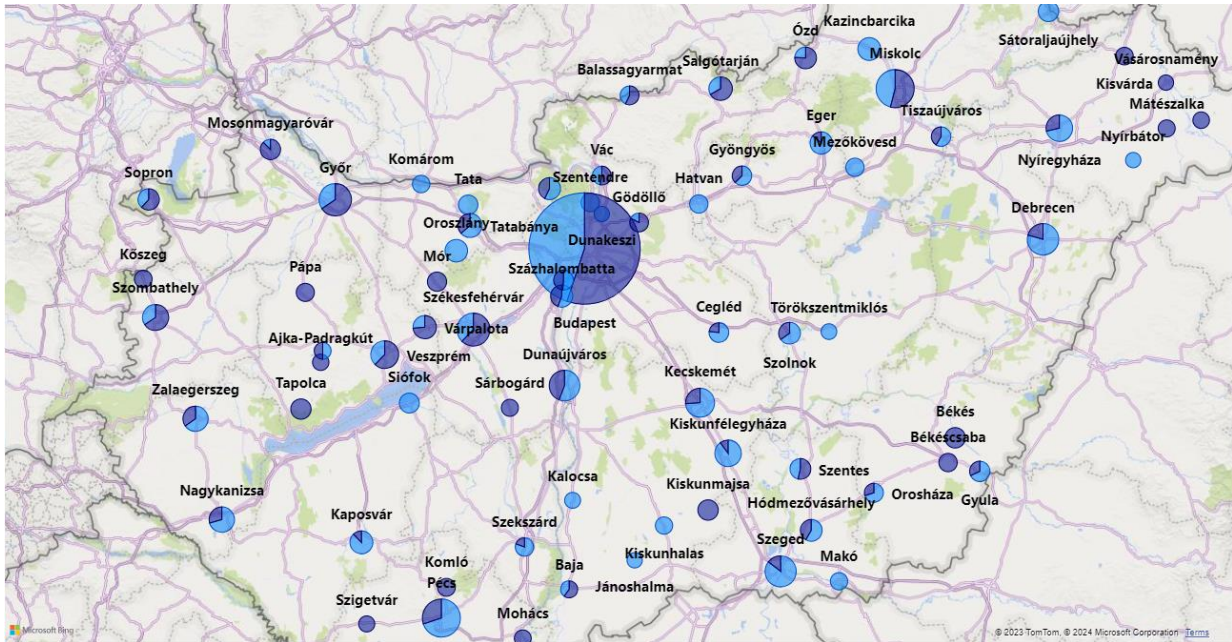 Kazincbarcika
Sátoraljaújhely
Ózd
Miskolc
Vásárosnamény
Salgótarján
Balassagyarmat
Kisvárda
Mátészalka
Tiszaújváros
Mosonmagyaróvár
Eger
Mezőkövesd
Nyírbátor
Vác
Gyöngyös
Nyíregyháza
Komárom
Győr
Sopron
Szentendre
Hatvan
Tata
Gödöllő
Debrecen
Oroszlány
Tatabánya
Dunakeszi
Kőszeg
Mór
Pápa
Százhalombatta
Szombathely
Székesfehérvár
Cegléd
Törökszentmiklós
Budapest
Várpalota
Ajka-Padragkút
Veszprém
Dunaújváros
Szolnok
Kecskemét
Siófok
Sárbogárd
Zalaegerszeg
Tapolca
Békés
Kiskunfélegyháza
Békéscsaba
Szentes
Kalocsa
Kiskunmajsa
Orosháza
Gyula
Nagykanizsa
Hódmezővásárhely
Kaposvár
Szekszárd
Szeged
Kiskunhalas
Makó
Komló
Baja
Pécs
Jánoshalma
Szigetvár
Mohács
Microsoft Bing
© 2023 TomTom, © 2024 Microsoft Corporation Terms